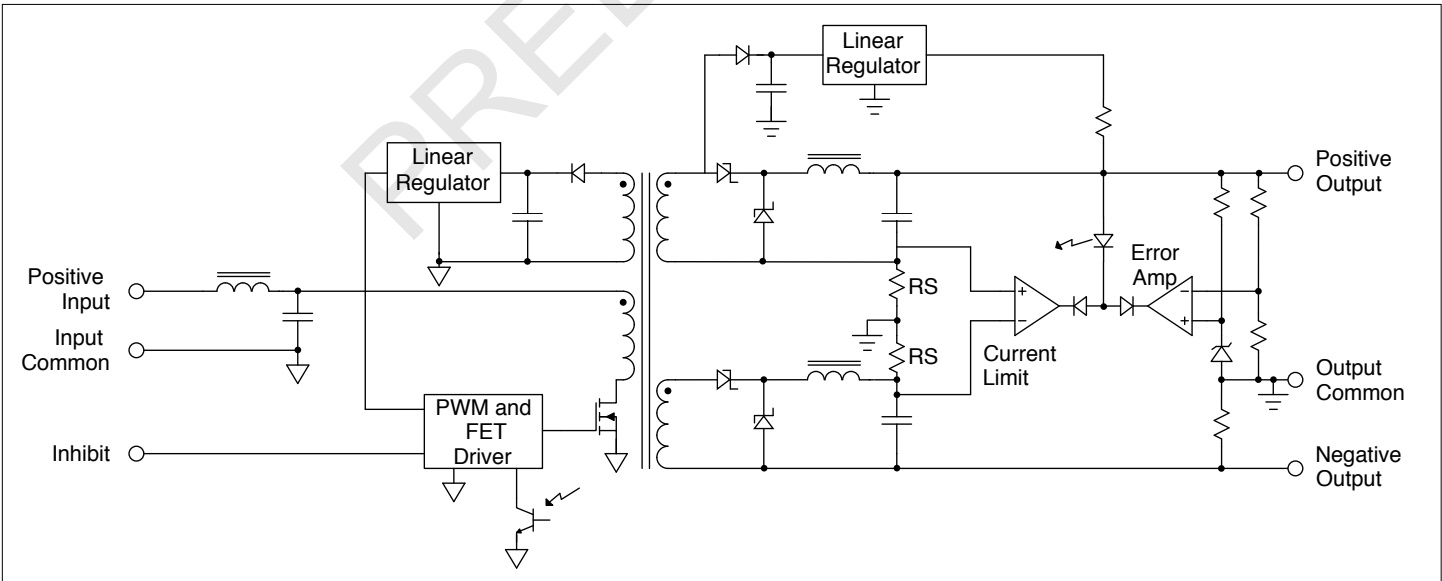 PRE
Linear
Regulator
Linear
Regulator
Positive
Output
Positive
Input
Input
Common
RS
RS
Error
Amp
+
−
Current
Limit
−
+
Output
Common
PWM and
FET
Driver
Inhibit
Negative
Output